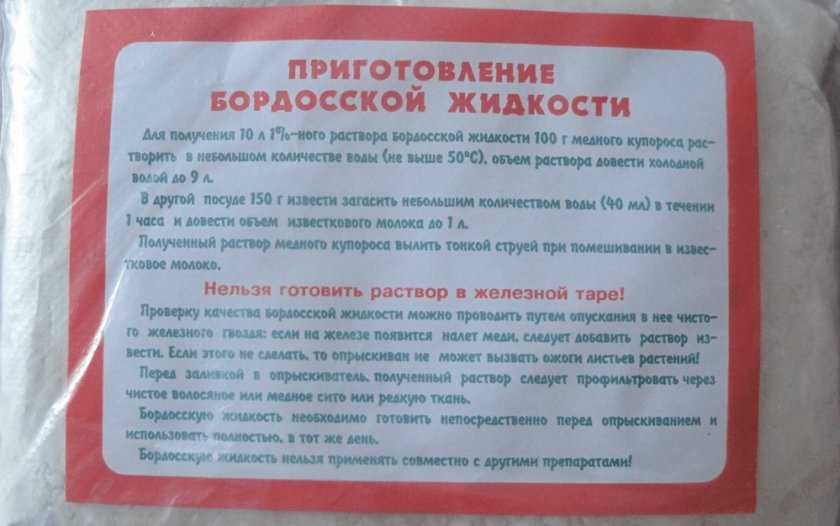 ПРИГОТОВЛЕНИЕ
БОРДОССКОЙ ЖИДКОСТИ
Для получения 10 л 1%-ного раствора бордосской жидкости 100 г медного купороса рас-
творить в небольшом количестве воды (не выше 50°С), объем раствора довести холодной
водой до 9 л.
В другой посуде 150 г извести загасить небольшим количеством воды (40 мл) в течении
1 часа и довести объем известкового молока до 1 л.
Полученный раствор медного купороса вылить тонкой струей при помешивании в извес-
тковое молоко.
Нельзя готовить раствор в железной таре!
Проверку качества бордосской жидкости можно проводить путем опускания в нее чисто-
го железного гвоздя: если на железе появится налет меди, следует добавить раствор из-
вести. Если этого не сделать, то опрыскиван не может вызвать ожоги листьев растений!
Перед заливкой в опрыскиватель, полученный раствор следует профильтровать через
чистое волосяное или медное сито или редкую ткань.
Бордосскую жидкость необходимо готовить непосредственно перед опрыскиванием и
использовать полностью, в тот же день.
Бордосскую жидкость нельзя применять совместно с другими препаратами!